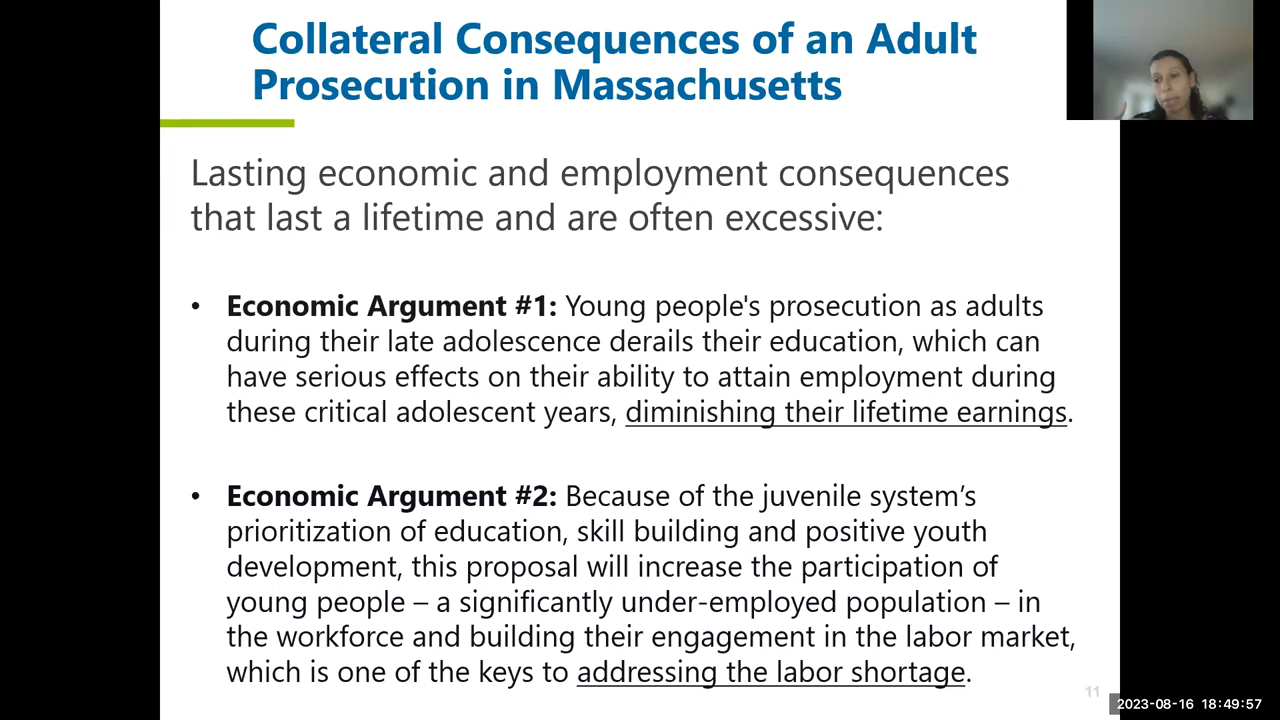 Collateral Consequences of an Adult
Prosecution in Massachusetts
Lasting economic and employment consequences
that last a lifetime and are often excessive:
• Economic Argument #1: Young people's prosecution as adults
during their late adolescence derails their education, which can
have serious effects on their ability to attain employment during
these critical adolescent years, diminishing their lifetime earnings.
• Economic Argument #2: Because of the juvenile system’s
prioritization of education, skill building and positive youth
development, this proposal will increase the participation of
young people – a significantly under-employed population – in
the workforce and building their engagement in the labor market,
which is one of the keys to addressing the labor shortage.
11
2023-08-16 18:49:57